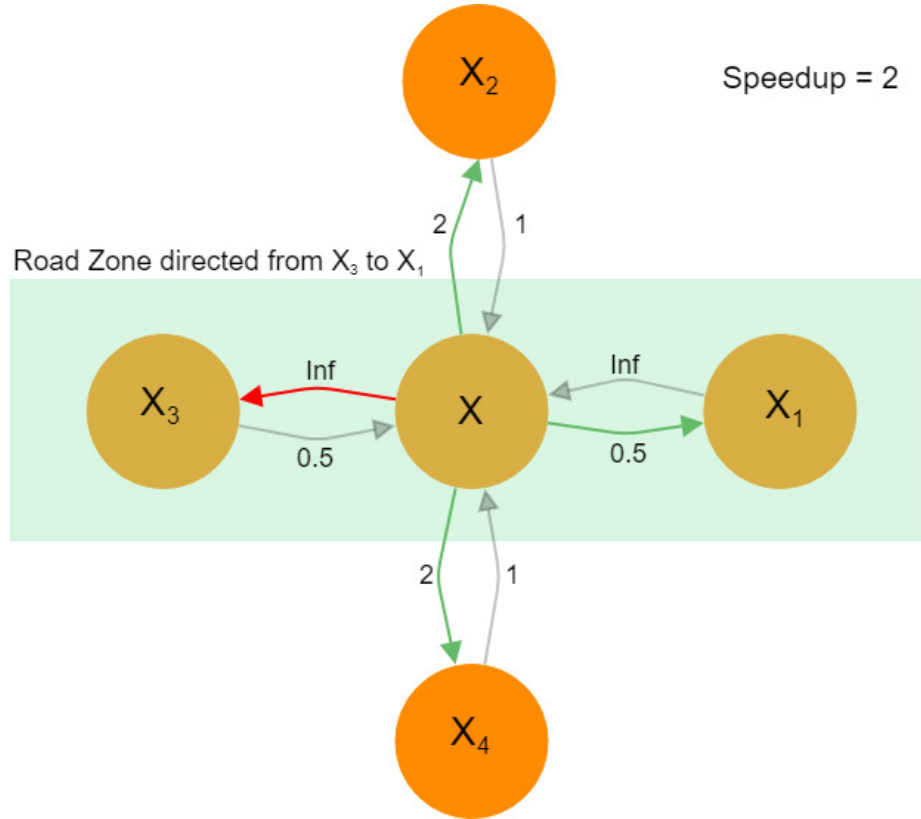 X₂
Speedup = 2
2
1
Road Zone directed from X₃ to X₁
Inf
Inf
X₃
X
X₁
0.5
0.5
2
1
X₄